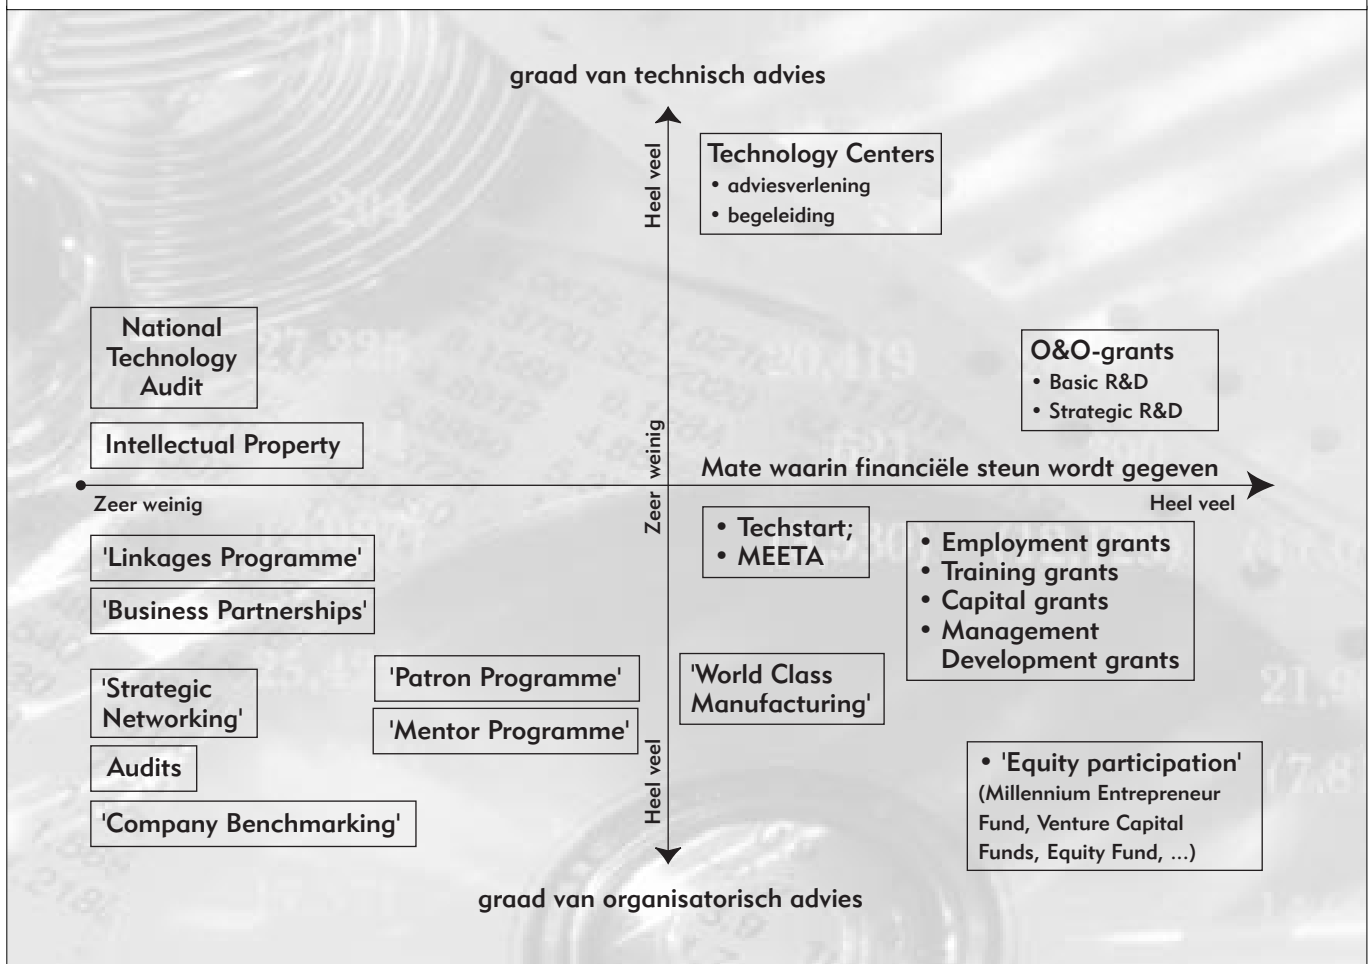 graad van technisch advies
Heel veel
Technology Centers
• adviesverlening
• begeleiding
National
Technology
Audit
O&O-grants
• Basic R&D
• Strategic R&D
Intellectual Property
Zeer weinig
Mate waarin financiële steun wordt gegeven
Zeer weinig
Heel veel
'Linkages Programme'
'Business Partnerships'
• Techstart;
• MEETA
• Employment grants
• Training grants
• Capital grants
• Management
Development grants
'Strategic
Networking'
'Patron Programme'
'Mentor Programme'
'World Class
Manufacturing'
Audits
'Company Benchmarking'
Heel veel
• 'Equity participation'
(Millennium Entrepreneur
Fund, Venture Capital
Funds, Equity Fund, ...)
graad van organisatorisch advies